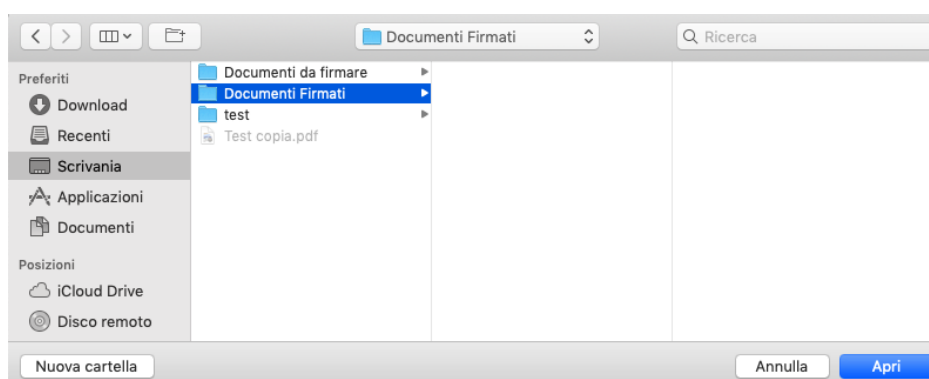 Documenti Firmati
Ricerca
Preferiti
Download
Recenti
Scrivania
Applicazioni
Documenti
Posizioni
iCloud Drive
Disco remoto
Documenti da firmare
Documenti Firmati
test
Test copia.pdf
Nuova cartella
Annulla
Apri